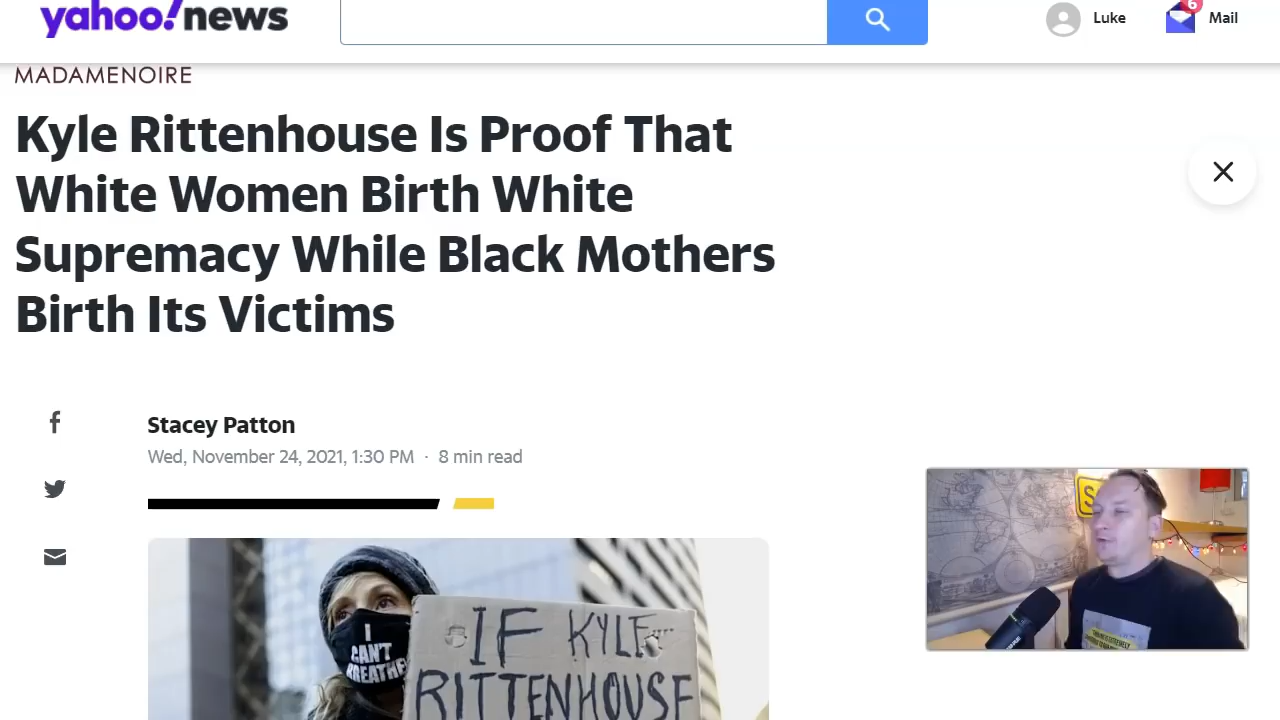 yahoo!news
Luke
6
Mail
MADAMENOIRE
Kyle Rittenhouse Is Proof That
White Women Birth White
Supremacy While Black Mothers
Birth Its Victims
Stacey Patton
Wed, November 24, 2021, 1:30 PM · 8 min read
I
CAN'T
BREATHE
IF KYLE
RITTENHOUSE
S